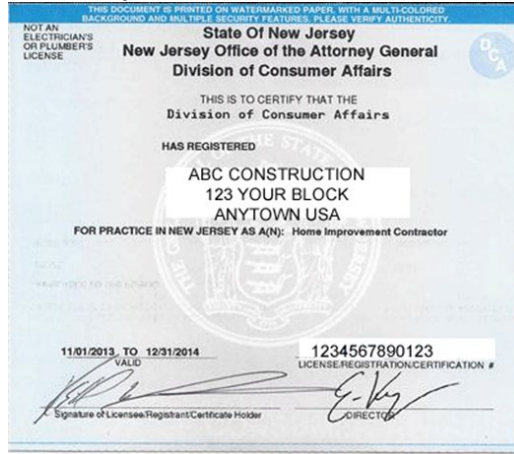 THIS DOCUMENT IS PRINTED ON WATERMARKED PAPER, WITH A MULTI-COLORED
BACKGROUND AND MULTIPLE SECURITY FEATURES. PLEASE VERIFY AUTHENTICITY.
NOT AN
ELECTRICIAN'S
OR PLUMBER'S
LICENSE
State Of New Jersey
New Jersey Office of the Attorney General
Division of Consumer Affairs
DCA
THIS IS TO CERTIFY THAT THE
Division of Consumer Affairs
HAS REGISTERED
ABC CONSTRUCTION
123 YOUR BLOCK
ANYTOWN USA
FOR PRACTICE IN NEW JERSEY AS A(N): Home Improvement Contractor
11/01/2013 TO 12/31/2014
VALID
1234567890123
LICENSE/REGISTRATION/CERTIFICATION #
Signature of Licensee/Registrant/Certificate Holder
DIRECTOR